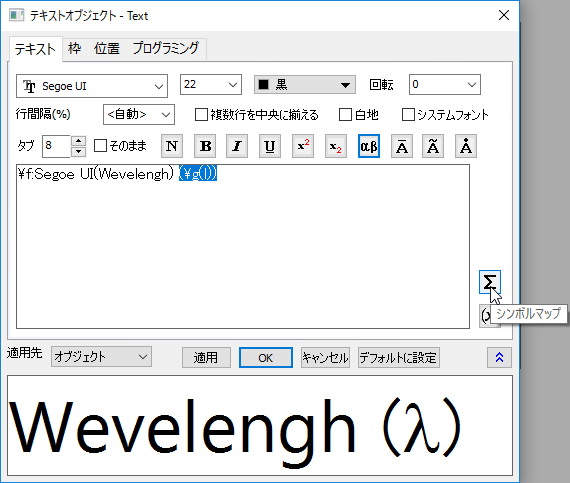 テキストオブジェクト - Text
テキスト 枠 位置 プログラミング
Segoe UI 22 黒 回転 0
行間隔(%) <自動> 複数行を中央に揃える 白地 システムフォント
タブ 8 そのまま N B I U x² x₂ αβ Ā Ã Å
¥f:Segoe UI(Wevelengh) (¥g(l))
Σ
シンボルマップ
適用先 オブジェクト 適用 OK キャンセル デフォルトに設定
Wevelengh (λ)